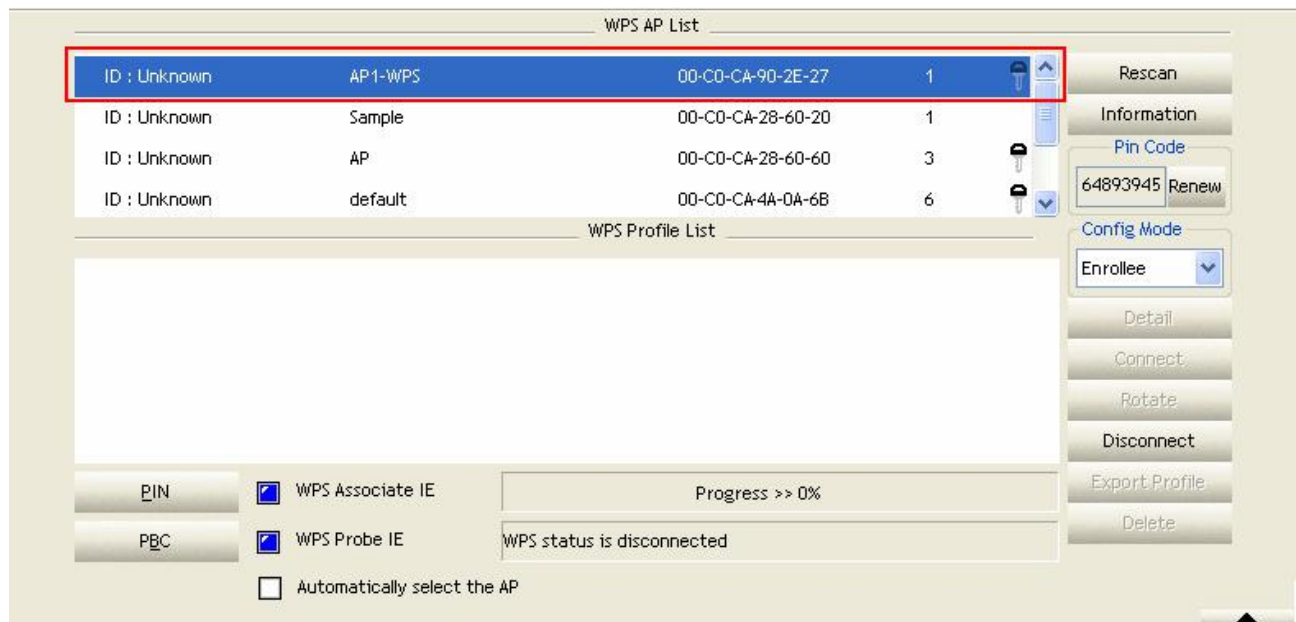 WPS AP List
ID : Unknown AP1-WPS 00-C0-CA-90-2E-27 1
Rescan
ID : Unknown Sample 00-C0-CA-28-60-20 1
Information
ID : Unknown AP 00-C0-CA-28-60-60 3
Pin Code
ID : Unknown default 00-C0-CA-4A-0A-6B 6
64893945 Renew
WPS Profile List
Config Mode
Enrollee
Detail
Connect
Rotate
Disconnect
PIN WPS Associate IE Progress >> 0%
Export Profile
PBC WPS Probe IE WPS status is disconnected
Delete
Automatically select the AP